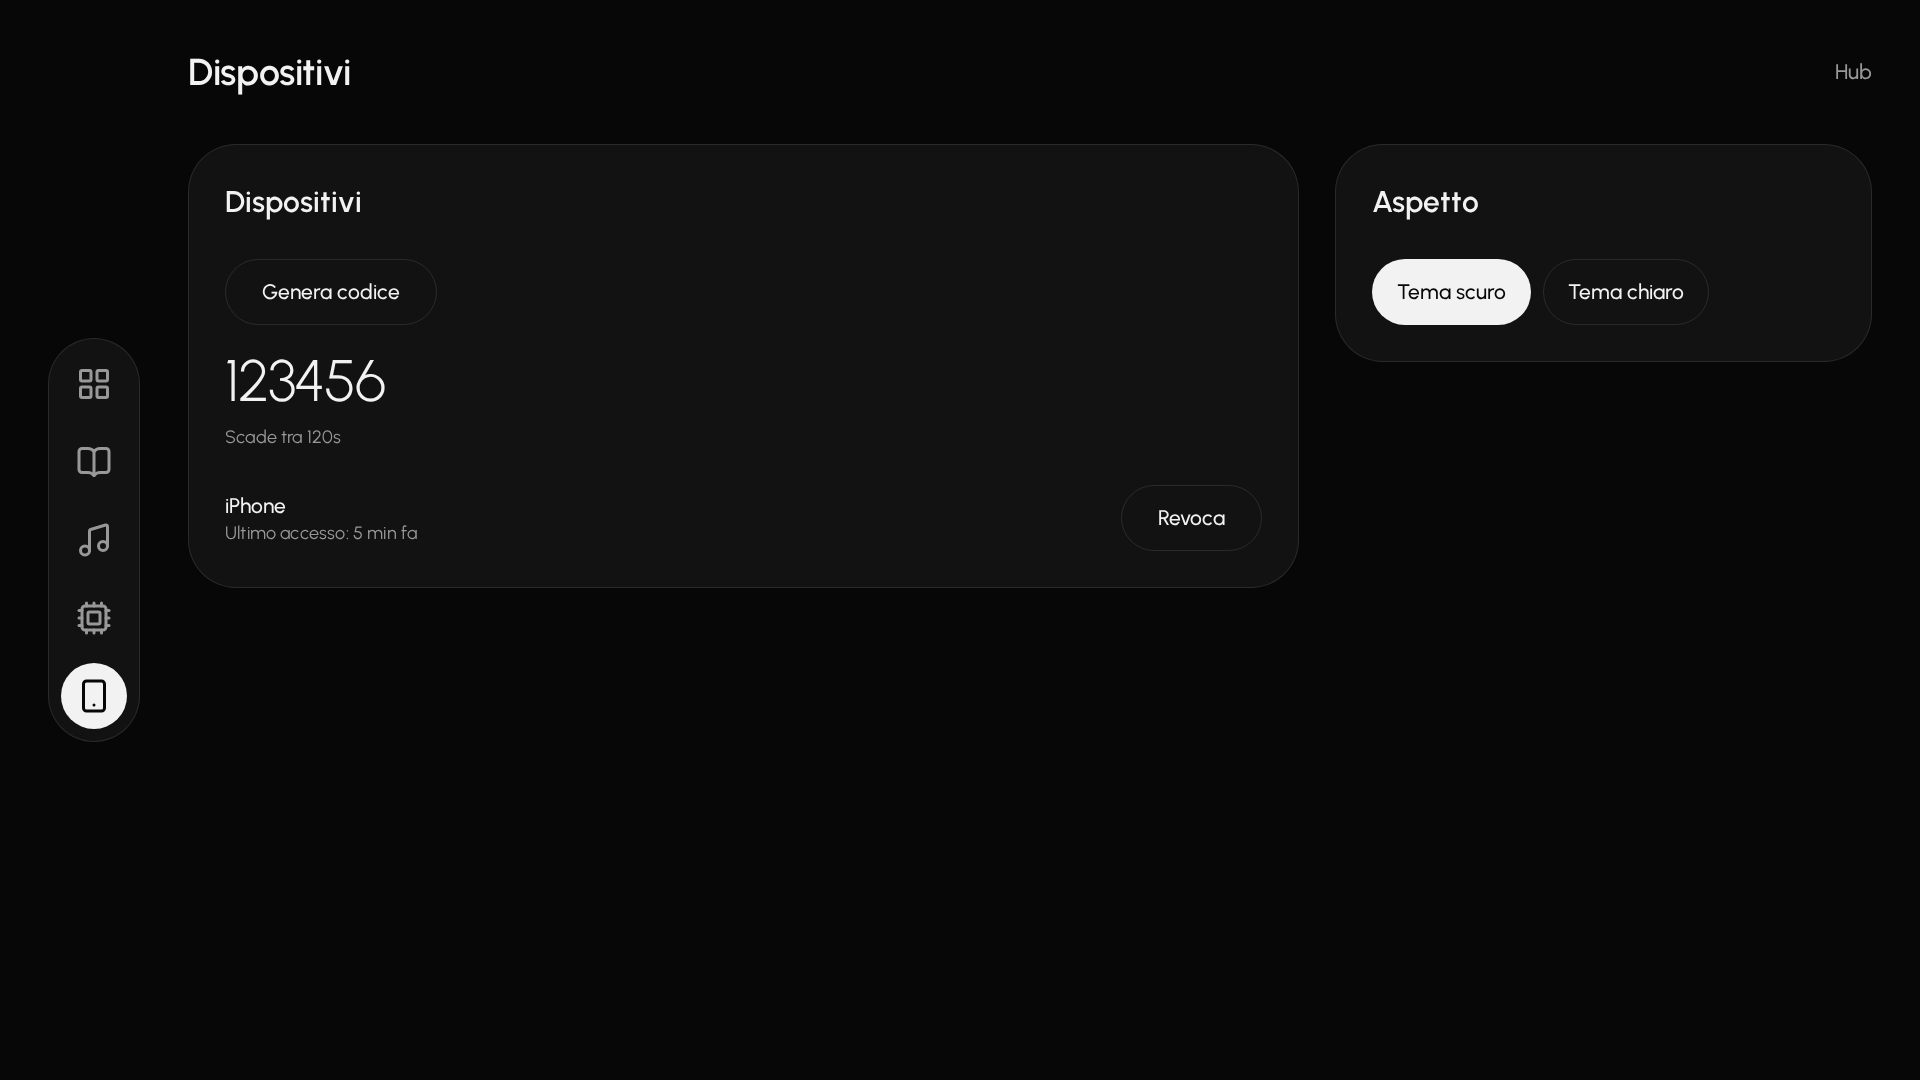 Dispositivi
Hub
Dispositivi
Genera codice
123456
Scade tra 120s
iPhone
Ultimo accesso: 5 min fa
Revoca
Aspetto
Tema scuro
Tema chiaro